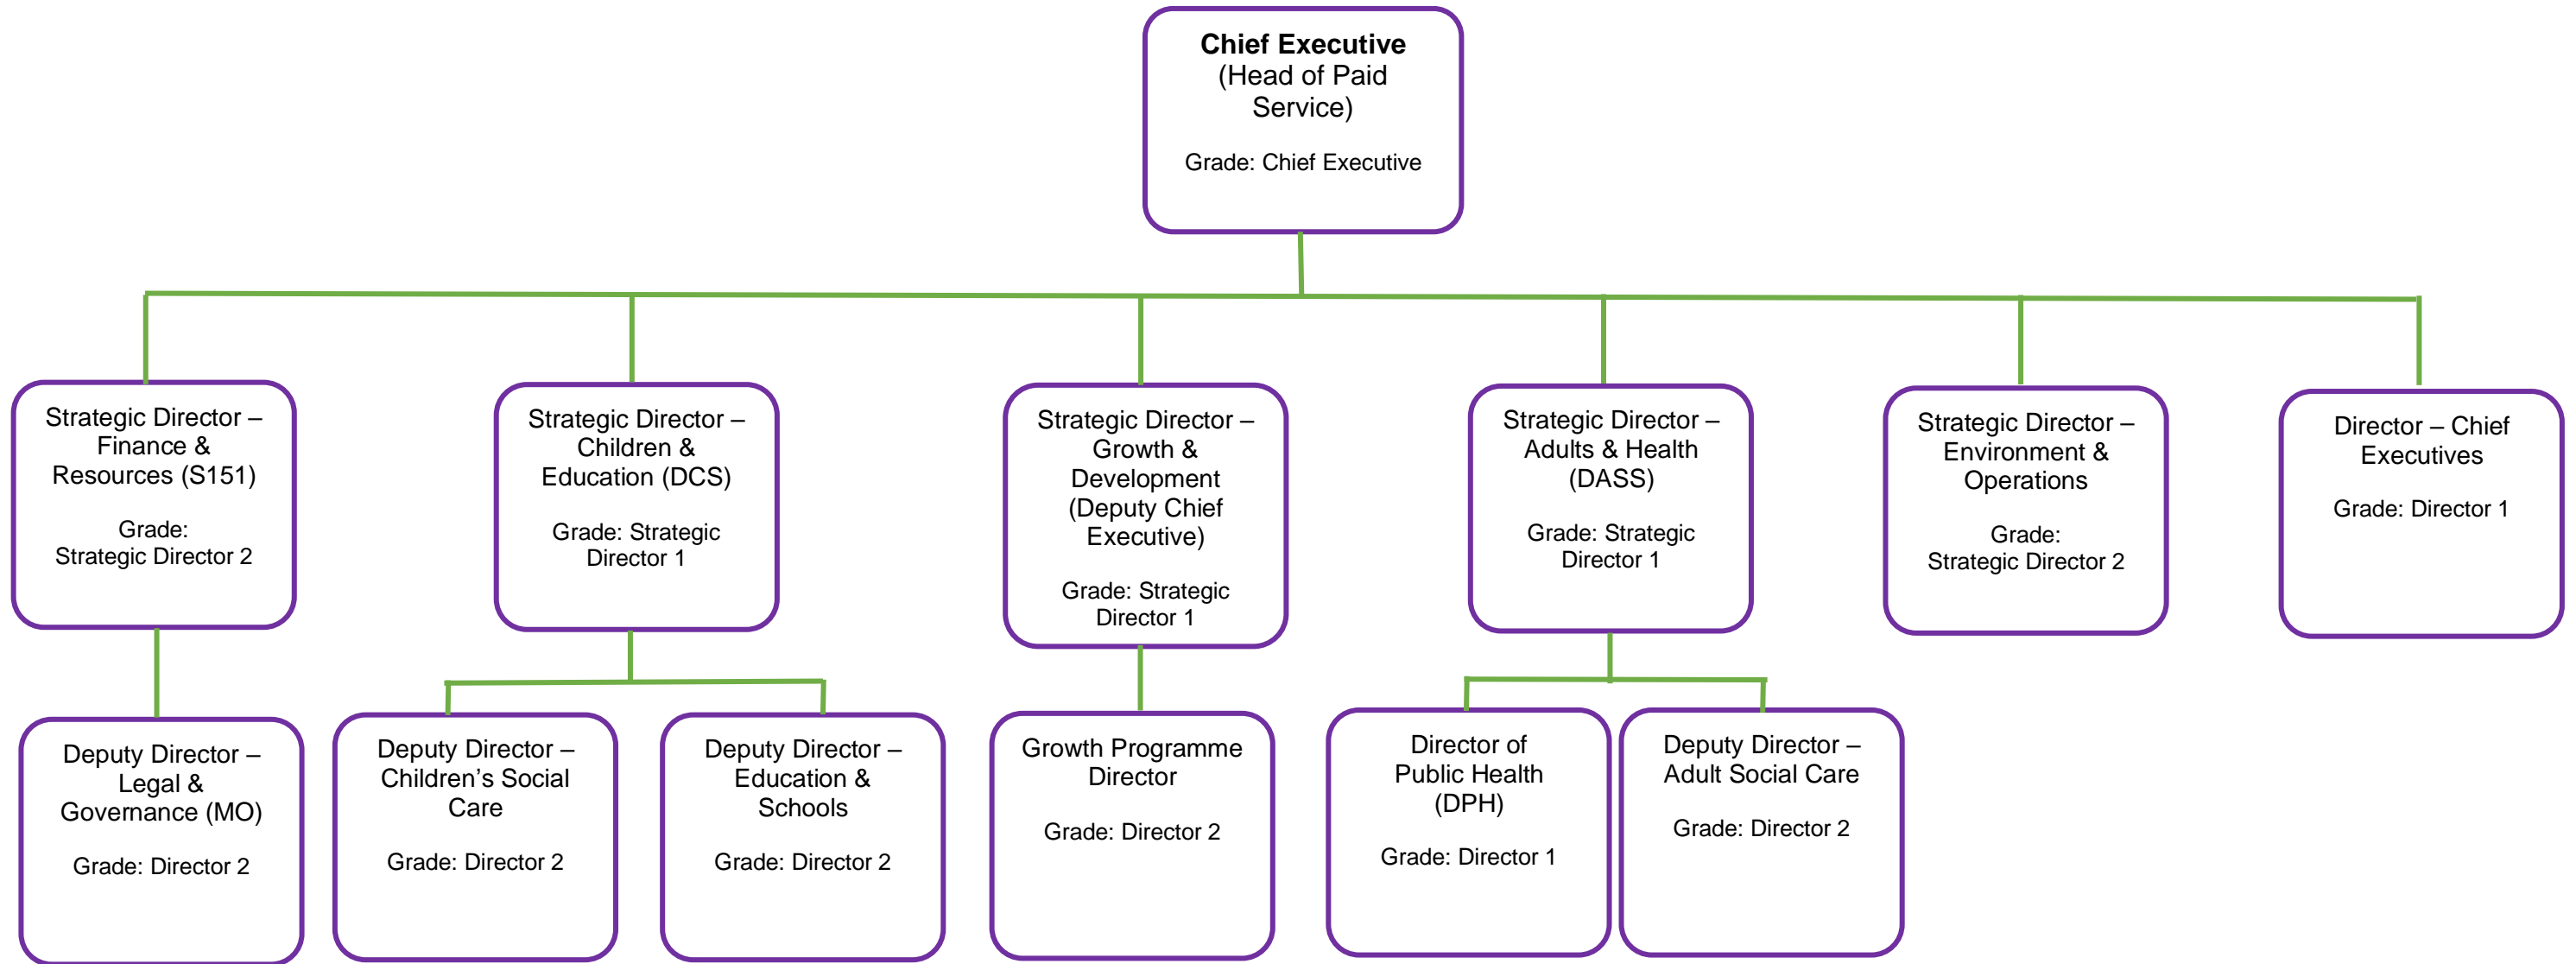 Chief Executive
(Head of Paid
Service)
Grade: Chief Executive
Strategic Director –
Finance &
Resources (S151)
Grade:
Strategic Director 2
Strategic Director –
Children &
Education (DCS)
Grade: Strategic
Director 1
Strategic Director –
Growth &
Development
(Deputy Chief
Executive)
Grade: Strategic
Director 1
Strategic Director –
Adults & Health
(DASS)
Grade: Strategic
Director 1
Strategic Director –
Environment &
Operations
Grade:
Strategic Director 2
Director – Chief
Executives
Grade: Director 1
Deputy Director –
Legal &
Governance (MO)
Grade: Director 2
Deputy Director –
Children’s Social
Care
Grade: Director 2
Deputy Director –
Education &
Schools
Grade: Director 2
Growth Programme
Director
Grade: Director 2
Director of
Public Health
(DPH)
Grade: Director 1
Deputy Director –
Adult Social Care
Grade: Director 2